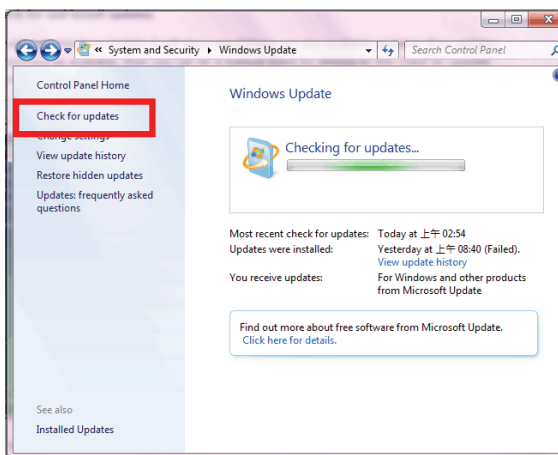 « System and Security ▸ Windows Update
Search Control Panel
Control Panel Home
Check for updates
Change settings
View update history
Restore hidden updates
Updates: frequently asked
questions
See also
Installed Updates
Windows Update
Checking for updates...
Most recent check for updates: Today at 上午 02:54
Updates were installed: Yesterday at 上午 08:40 (Failed).
View update history
You receive updates: For Windows and other products
from Microsoft Update
Find out more about free software from Microsoft Update.
Click here for details.